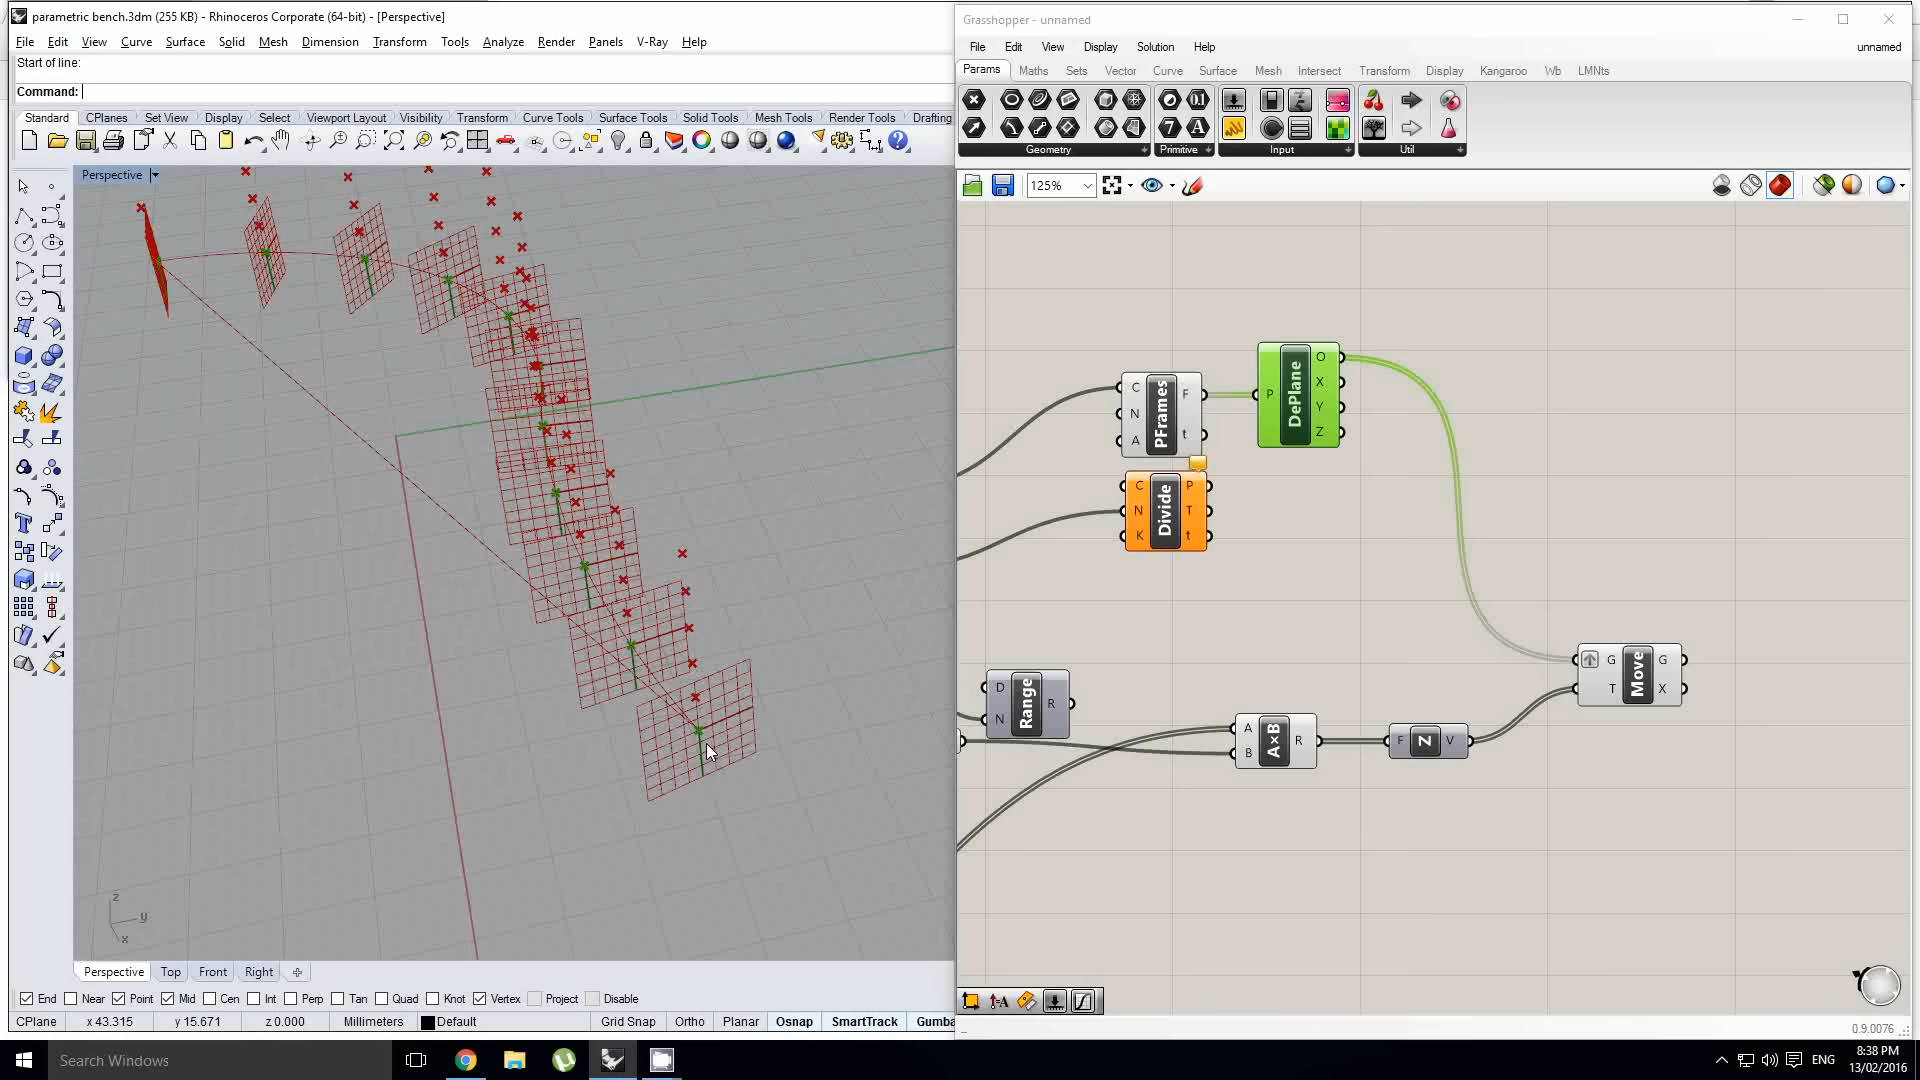 parametric bench.3dm (255 KB) - Rhinoceros Corporate (64-bit) - [Perspective]
File Edit View Curve Surface Solid Mesh Dimension Transform Tools Analyze Render Panels V-Ray Help
Start of line:
Command:
Standard CPlanes Set View Display Select Viewport Layout Visibility Transform Curve Tools Surface Tools Solid Tools Mesh Tools Render Tools Drafting
Perspective
z
y
x
Perspective Top Front Right
End Near Point Mid Cen Int Perp Tan Quad Knot Vertex Project Disable
CPlane x 43.315 y 15.671 z 0.000 Millimeters Default Grid Snap Ortho Planar Osnap SmartTrack Gumba
Grasshopper - unnamed
File Edit View Display Solution Help unnamed
Params Maths Sets Vector Curve Surface Mesh Intersect Transform Display Kangaroo Wb LMNts
Geometry Primitive Input Util
125%
C N A PFrames F t
P DePlane O X Y Z
C N K Divide P T t
D N Range R
A B A×B R
F Z V
G T Move G X
0.9.0076
Search Windows
ENG
8:38 PM
13/02/2016